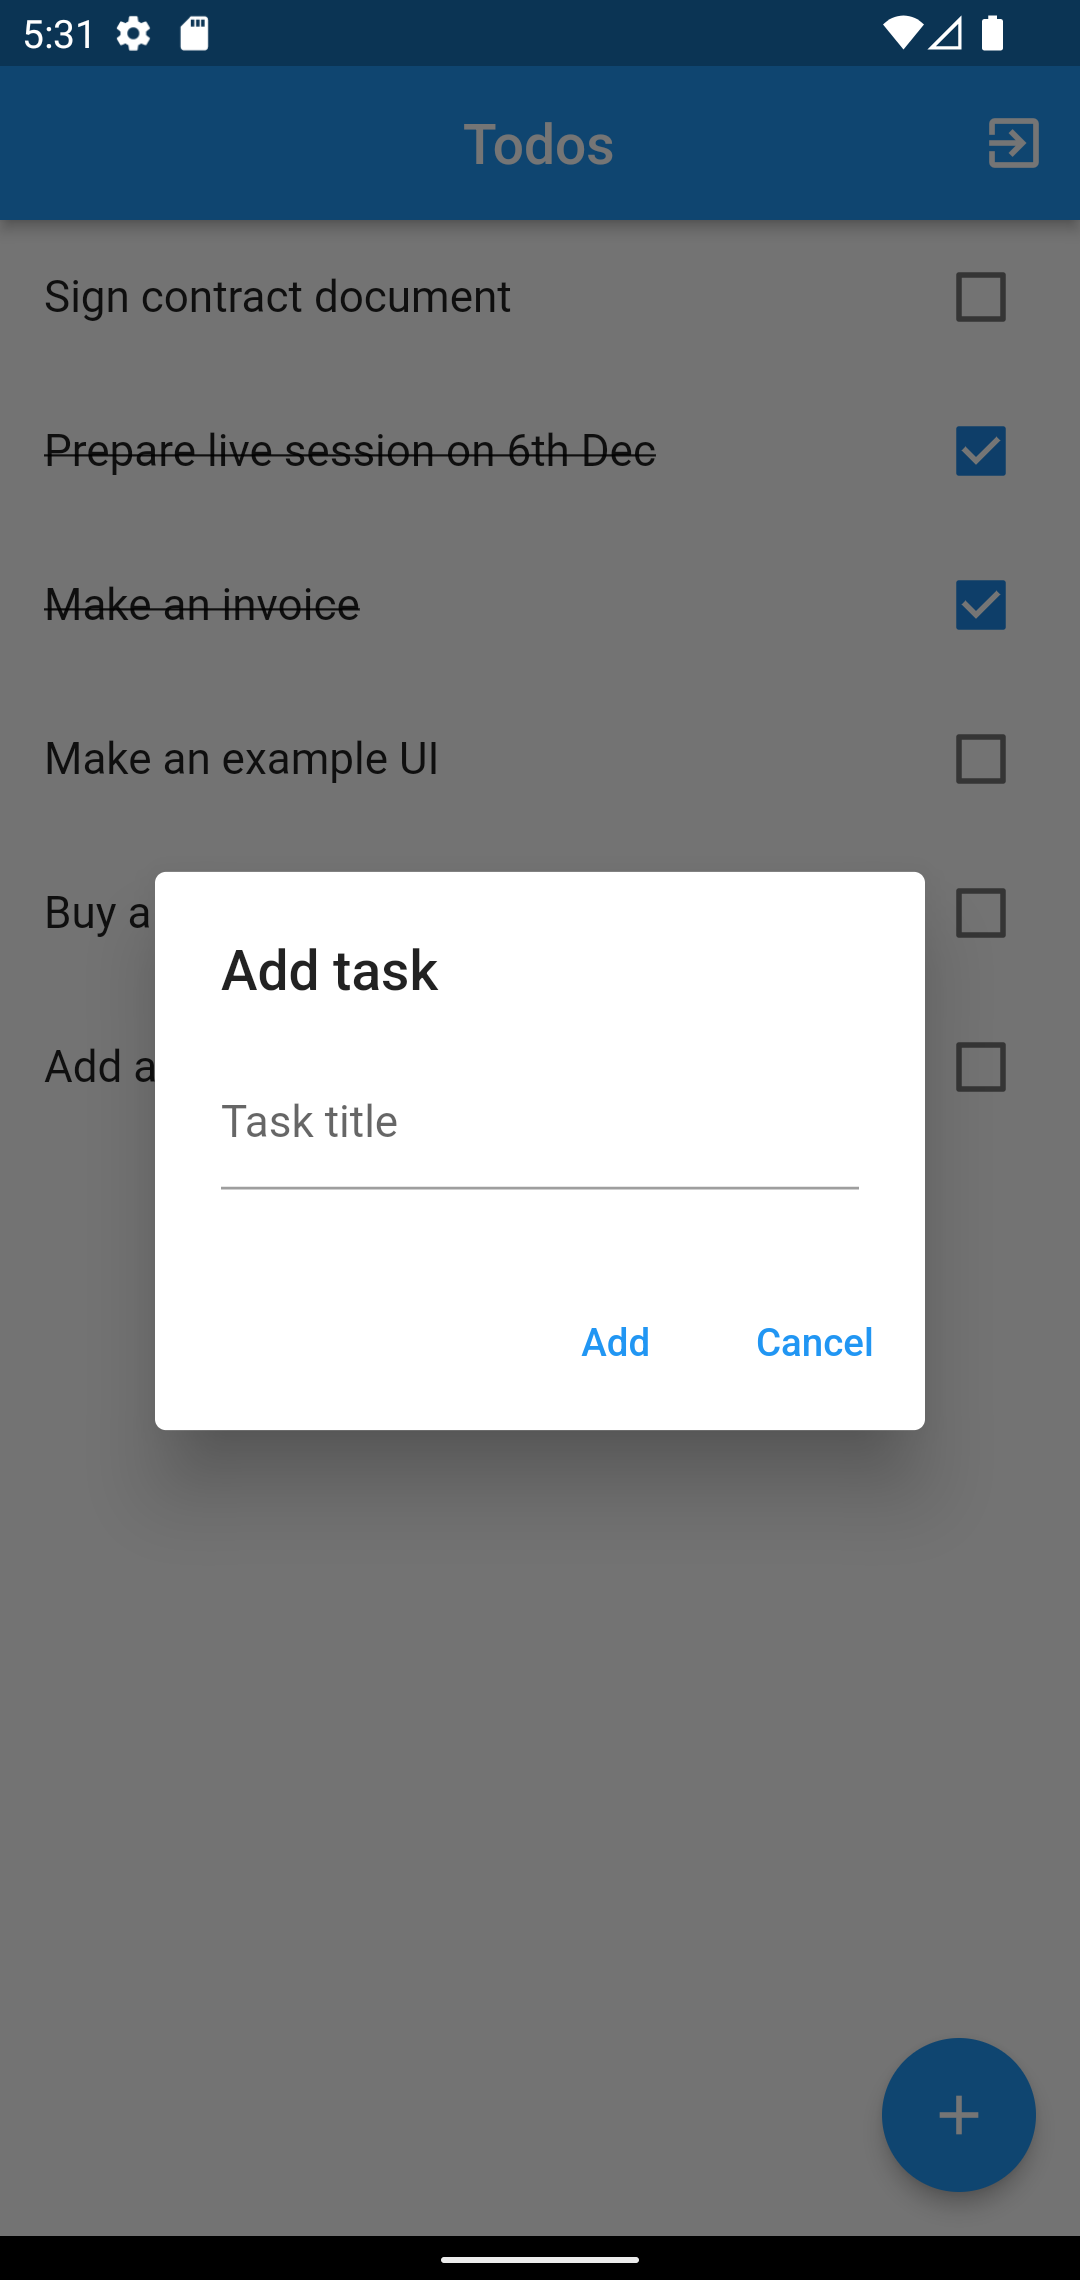 5:31
Todos
Sign contract document
Prepare live session on 6th Dec
Make an invoice
Make an example UI
Buy a
Add a
Add task
Task title
Add Cancel